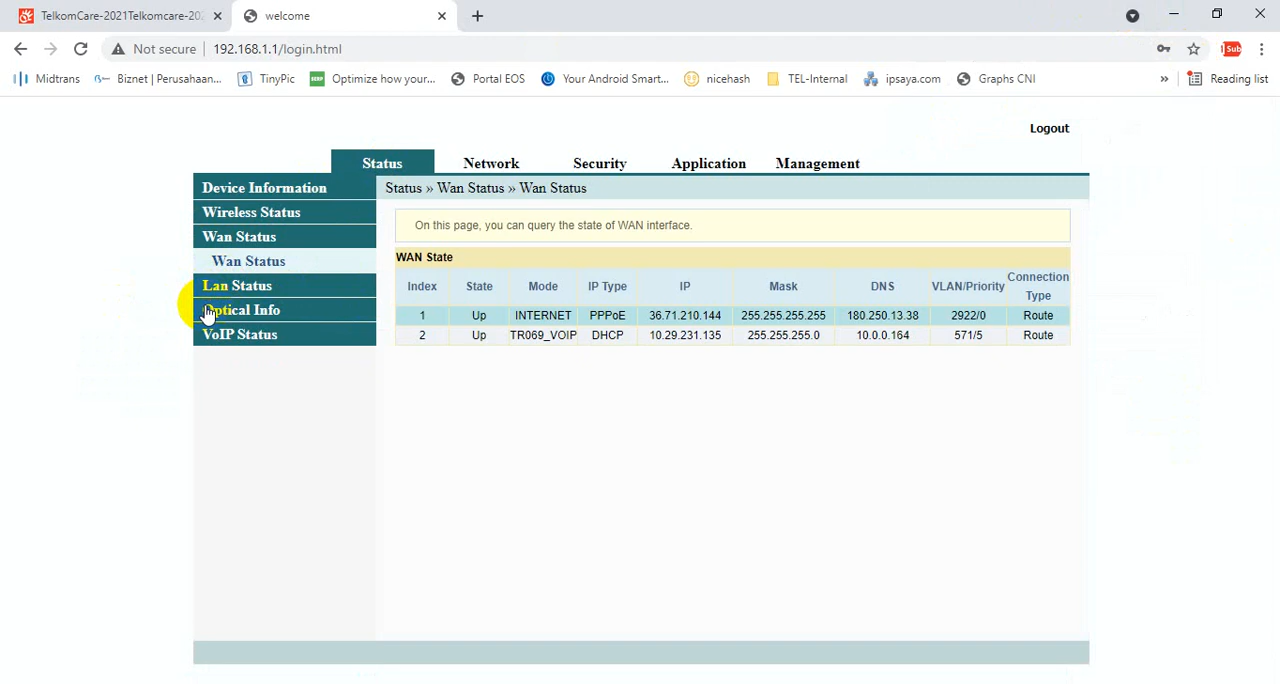 TelkomCare-2021Telkomcare-202
welcome
Not secure 192.168.1.1/login.html
Sub
Midtrans Biznet | Perusahaan... TinyPic Optimize how your... Portal EOS Your Android Smart... nicehash TEL-Internal ipsaya.com Graphs CNI » Reading list
Logout
Status Network Security Application Management
Device Information
Wireless Status
Wan Status
Wan Status
Lan Status
Optical Info
VoIP Status
Status » Wan Status » Wan Status
On this page, you can query the state of WAN interface.
WAN State
Index State Mode IP Type IP Mask DNS VLAN/Priority Connection Type
1 Up INTERNET PPPoE 36.71.210.144 255.255.255.255 180.250.13.38 2922/0 Route
2 Up TR069_VOIP DHCP 10.29.231.135 255.255.255.0 10.0.0.164 571/5 Route